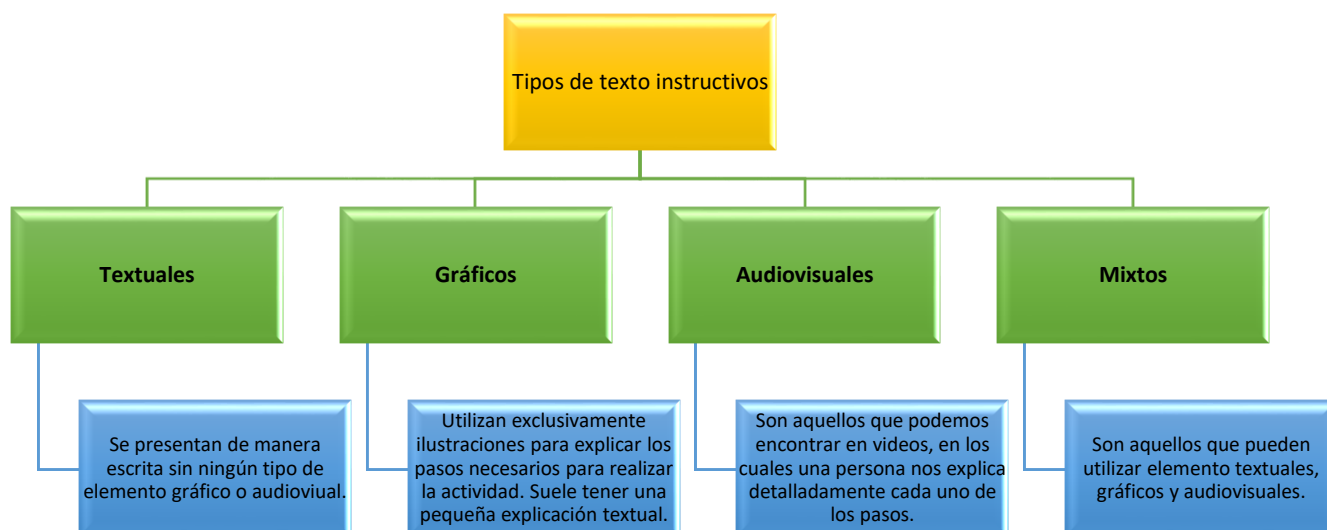 Tipos de texto instructivos
Textuales
Gráficos
Audiovisuales
Mixtos
Se presentan de manera
escrita sin ningún tipo de
elemento gráfico o audioviual.
Utilizan exclusivamente
ilustraciones para explicar los
pasos necesarios para realizar
la actividad. Suele tener una
pequeña explicación textual.
Son aquellos que podemos
encontrar en videos, en los
cuales una persona nos explica
detalladamente cada uno de
los pasos.
Son aquellos que pueden
utilizar elemento textuales,
gráficos y audiovisuales.